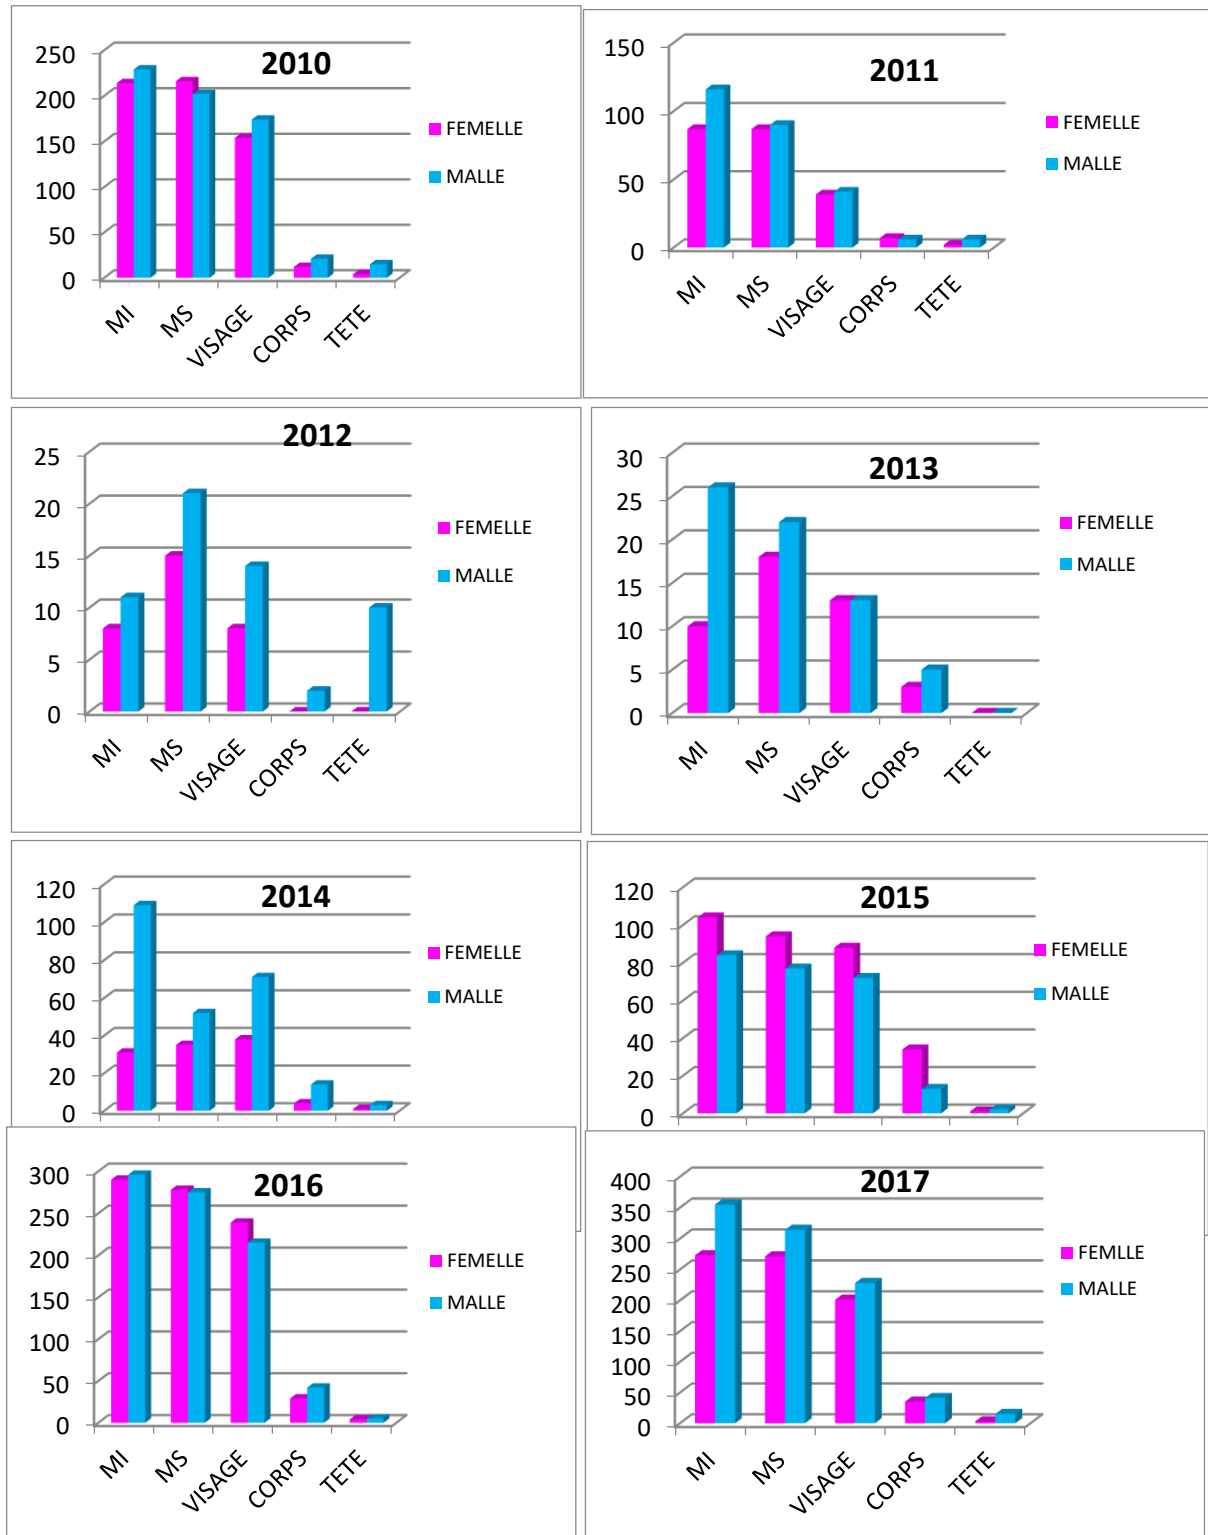 2010
250
200
150
100
50
0
MI
MS
VISAGE
CORPS
TETE
FEMELLE
MALLE
2011
150
100
50
0
MI
MS
VISAGE
CORPS
TETE
FEMELLE
MALLE
2012
25
20
15
10
5
0
MI
MS
VISAGE
CORPS
TETE
FEMELLE
MALLE
2013
30
25
20
15
10
5
0
MI
MS
VISAGE
CORPS
TETE
FEMELLE
MALLE
2014
120
100
80
60
40
20
0
FEMELLE
MALLE
2015
120
100
80
60
40
20
0
FEMELLE
MALLE
2016
300
250
200
150
100
50
0
MI
MS
VISAGE
CORPS
TETE
FEMELLE
MALLE
2017
400
350
300
250
200
150
100
50
0
MI
MS
VISAGE
CORPS
TETE
FEMLLE
MALLE